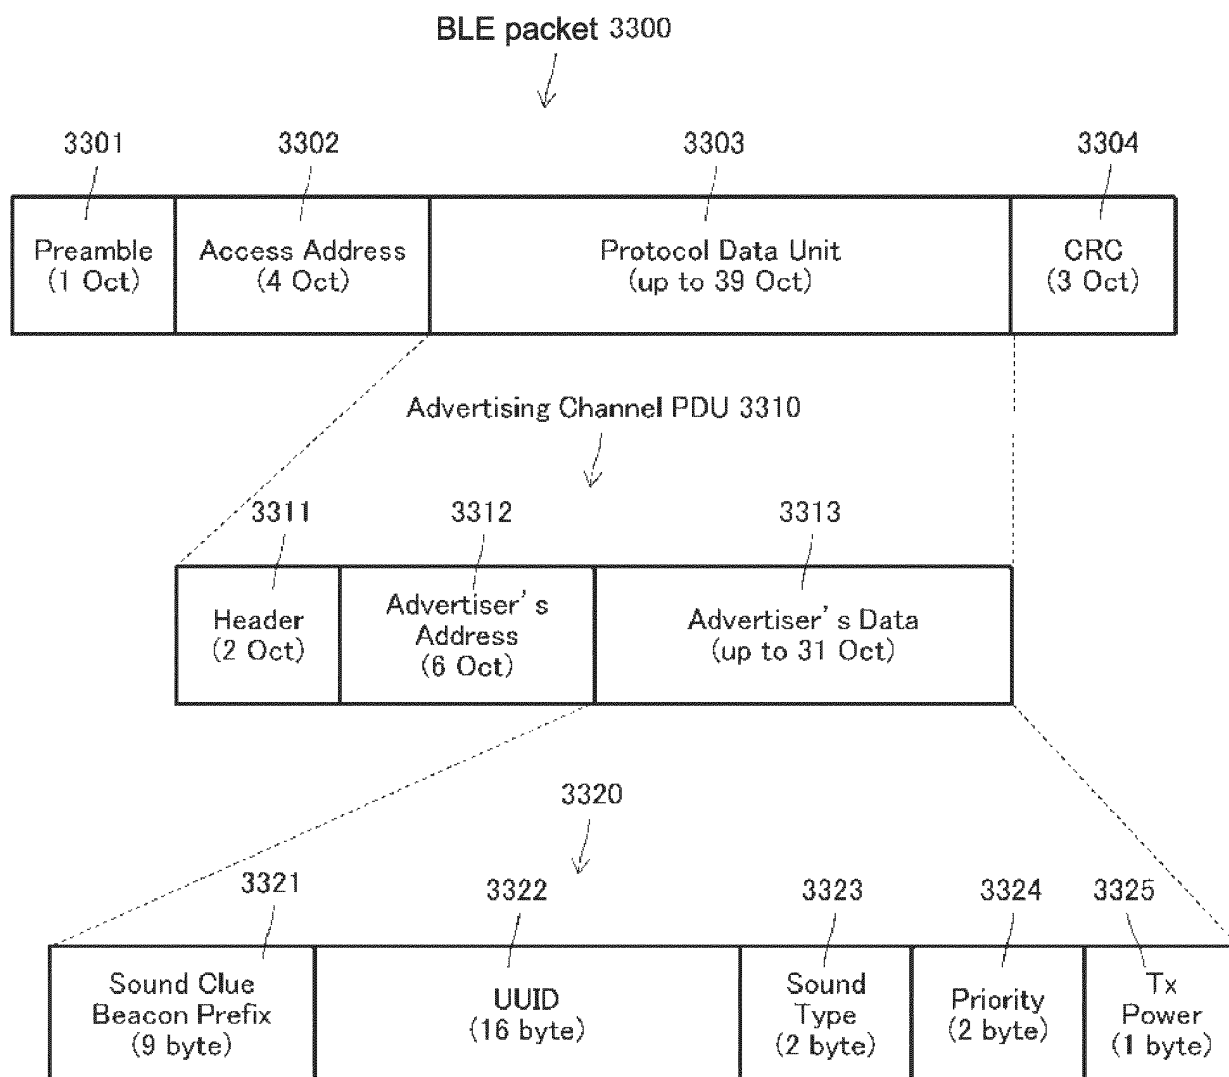 BLE packet 3300
3301 3302 3303 3304
Preamble Access Address Protocol Data Unit CRC
(1 Oct) (4 Oct) (up to 39 Oct) (3 Oct)
Advertising Channel PDU 3310
3311 3312 3313
Header
(2 Oct)
Advertiser's
Address
(6 Oct)
Advertiser's Data
(up to 31 Oct)
3320
3321 3322 3323 3324 3325
Sound Clue
Beacon Prefix
(9 byte)
UUID
(16 byte)
Sound
Type
(2 byte)
Priority
(2 byte)
Tx
Power
(1 byte)